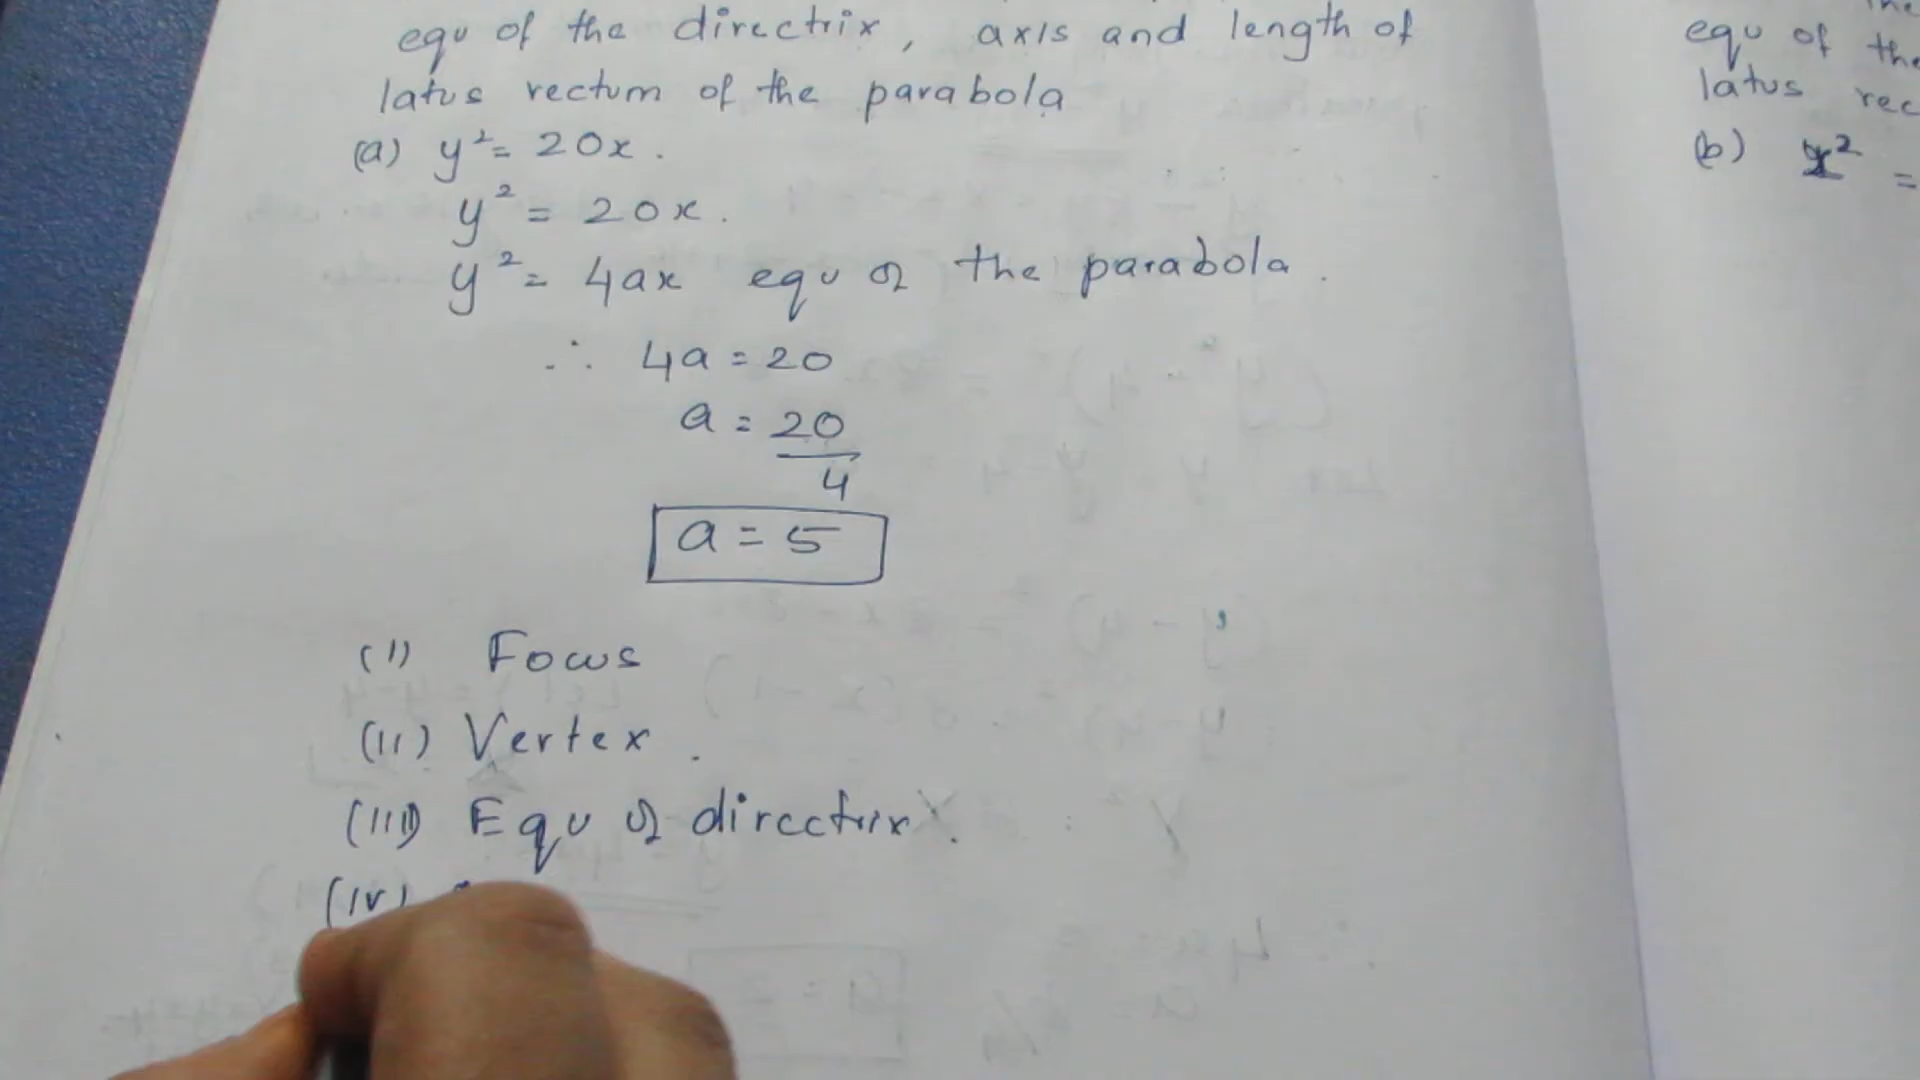 equ of the directrix, axis and length of
latus rectum of the parabola
(a) y² = 20x.
y² = 20x.
y² = 4ax equ of the parabola.
∴ 4a = 20
a = 20
4
a = 5
(i) Focus
(ii) Vertex.
(iii) Equ of directrix.
(iv)
the
equ of the
latus rec
(b) x² =